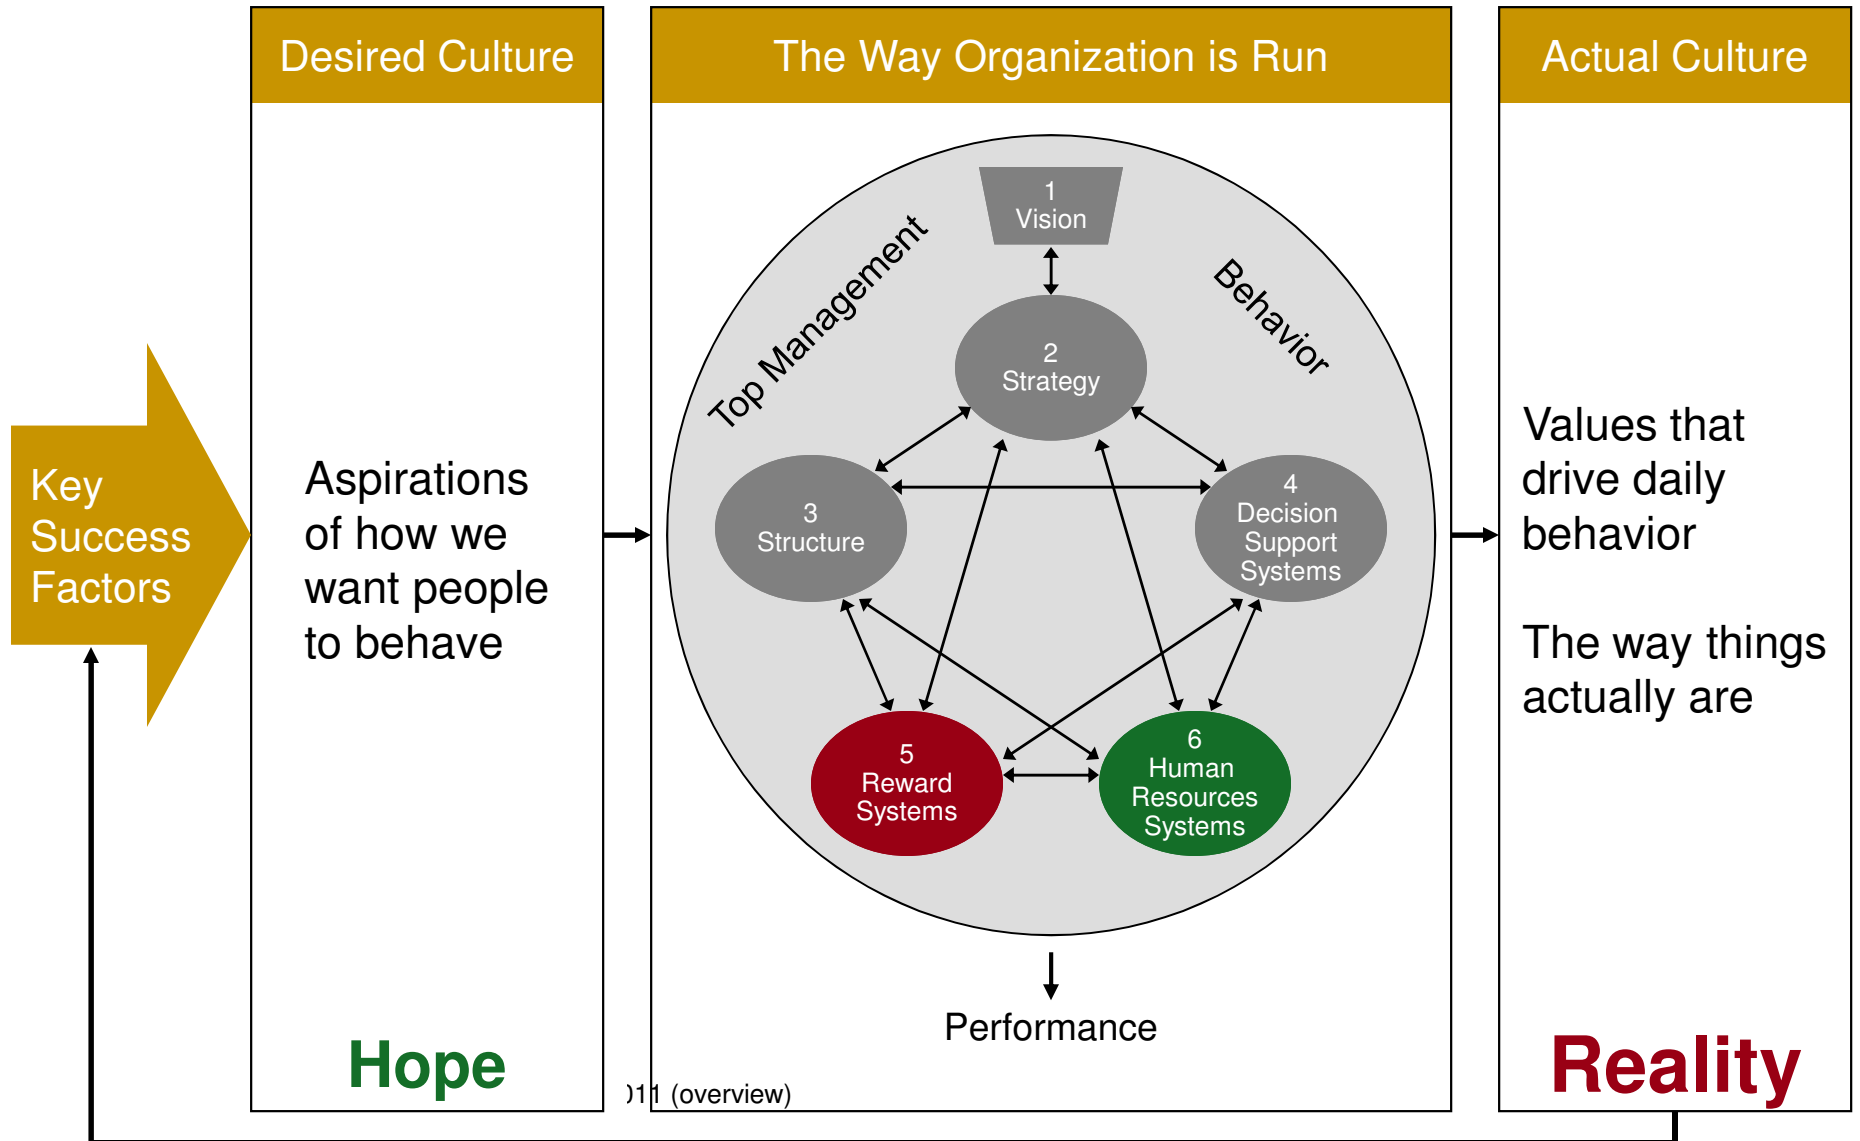 Desired Culture
The Way Organization is Run
Actual Culture
Key
Success
Factors
Aspirations
of how we
want people
to behave
Hope
Top Management
Behavior
1
Vision
2
Strategy
3
Structure
4
Decision
Support
Systems
5
Reward
Systems
6
Human
Resources
Systems
Performance
(overview)
Values that
drive daily
behavior
The way things
actually are
Reality